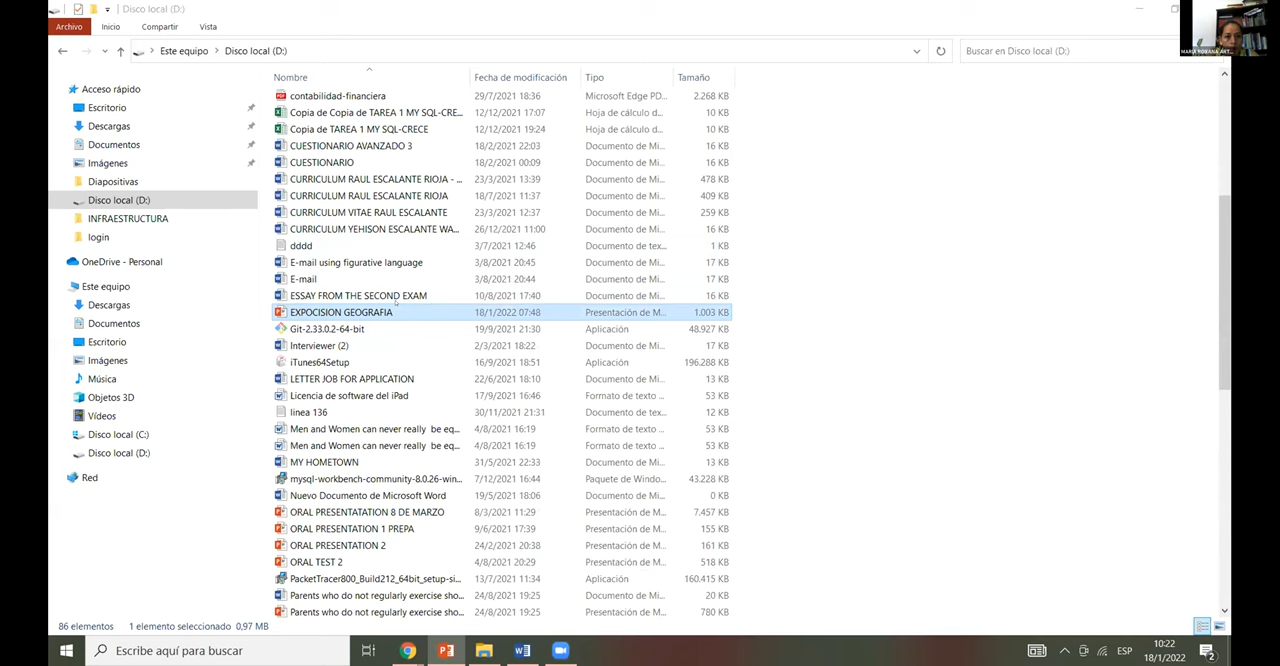 Disco local (D:)
Archivo Inicio Compartir Vista
Este equipo Disco local (D:) Buscar en Disco local (D:)
Nombre Fecha de modificación Tipo Tamaño
Acceso rápido
Escritorio
Descargas
Documentos
Imágenes
Diapositivas
Disco local (D:)
INFRAESTRUCTURA
login
OneDrive - Personal
Este equipo
Descargas
Documentos
Escritorio
Imágenes
Música
Objetos 3D
Vídeos
Disco local (C:)
Disco local (D:)
Red
contabilidad-financiera 29/7/2021 18:36 Microsoft Edge PD... 2.268 KB
Copia de Copia de TAREA 1 MY SQL-CRE... 12/12/2021 17:07 Hoja de cálculo d... 10 KB
Copia de TAREA 1 MY SQL-CRECE 12/12/2021 19:24 Hoja de cálculo d... 10 KB
CUESTIONARIO AVANZADO 3 18/2/2021 22:03 Documento de Mi... 16 KB
CUESTIONARIO 18/2/2021 00:09 Documento de Mi... 16 KB
CURRICULUM RAUL ESCALANTE RIOJA - ... 23/3/2021 13:39 Documento de Mi... 478 KB
CURRICULUM RAUL ESCALANTE RIOJA 18/7/2021 11:37 Documento de Mi... 409 KB
CURRICULUM VITAE RAUL ESCALANTE 23/3/2021 12:37 Documento de Mi... 259 KB
CURRICULUM YEHISON ESCALANTE WA... 26/12/2021 11:00 Documento de Mi... 16 KB
dddd 3/7/2021 12:46 Documento de tex... 1 KB
E-mail using figurative language 3/8/2021 20:45 Documento de Mi... 17 KB
E-mail 3/8/2021 20:44 Documento de Mi... 17 KB
ESSAY FROM THE SECOND EXAM 10/8/2021 17:40 Documento de Mi... 16 KB
EXPOCISION GEOGRAFIA 18/1/2022 07:48 Presentación de M... 1.003 KB
Git-2.33.0.2-64-bit 19/9/2021 21:30 Aplicación 48.927 KB
Interviewer (2) 2/3/2021 18:22 Documento de Mi... 17 KB
iTunes64Setup 16/9/2021 18:51 Aplicación 196.288 KB
LETTER JOB FOR APPLICATION 22/6/2021 18:10 Documento de Mi... 13 KB
Licencia de software del iPad 17/9/2021 16:46 Formato de texto ... 53 KB
linea 136 30/11/2021 21:31 Documento de tex... 12 KB
Men and Women can never really be eq... 4/8/2021 16:19 Formato de texto ... 53 KB
Men and Women can never really be eq... 4/8/2021 16:19 Formato de texto ... 53 KB
MY HOMETOWN 31/5/2021 22:33 Documento de Mi... 13 KB
mysql-workbench-community-8.0.26-win... 7/12/2021 16:44 Paquete de Windo... 43.228 KB
Nuevo Documento de Microsoft Word 19/5/2021 18:06 Documento de Mi... 0 KB
ORAL PRESENTATATION 8 DE MARZO 8/3/2021 11:29 Presentación de M... 7.457 KB
ORAL PRESENTATION 1 PREPA 9/6/2021 17:39 Presentación de M... 155 KB
ORAL PRESENTATION 2 24/2/2021 20:38 Presentación de M... 161 KB
ORAL TEST 2 4/8/2021 20:29 Presentación de M... 518 KB
PacketTracer800_Build212_64bit_setup-si... 13/7/2021 11:34 Aplicación 160.415 KB
Parents who do not regularly exercise sho... 24/8/2021 19:25 Documento de Mi... 20 KB
Parents who do not regularly exercise sho... 24/8/2021 19:25 Presentación de M... 780 KB
86 elementos 1 elemento seleccionado 0,97 MB
Escribe aquí para buscar
ESP
10:22
18/1/2022
2